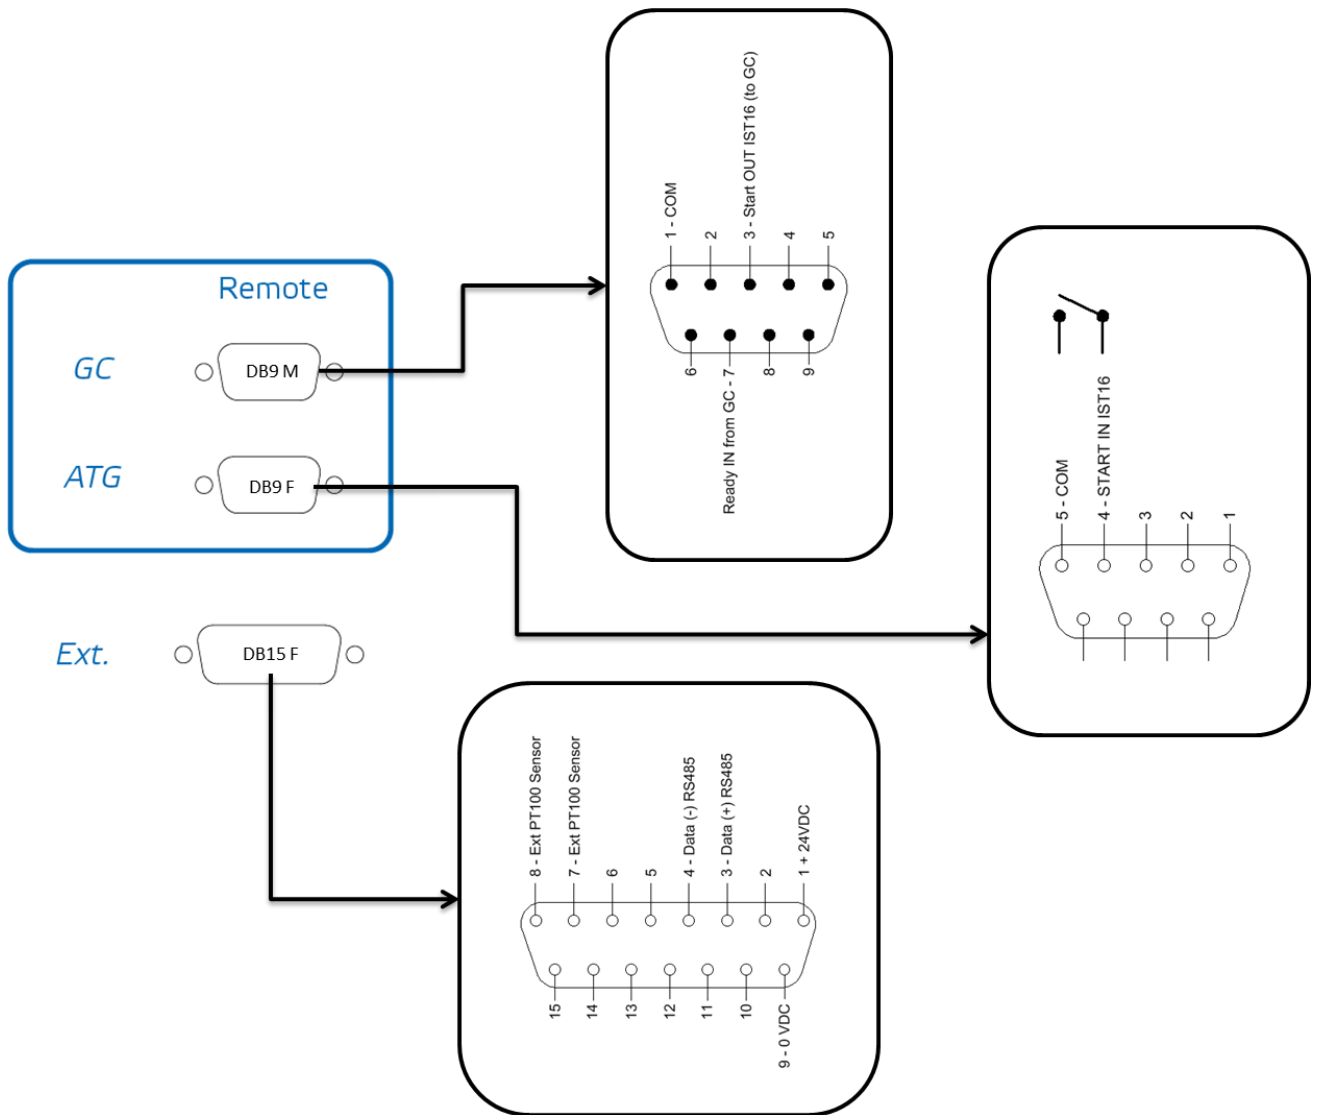 Remote
GC
DB9 M
ATG
DB9 F
Ext.
DB15 F
1 - COM
2
3 - Start OUT IST16 (to GC)
4
5
6
Ready IN from GC - 7
8
9
5 - COM
4 - START IN IST16
3
2
1
8 - Ext PT100 Sensor
7 - Ext PT100 Sensor
6
5
4 - Data (-) RS485
3 - Data (+) RS485
2
1 + 24VDC
15
14
13
12
11
10
9 - 0 VDC